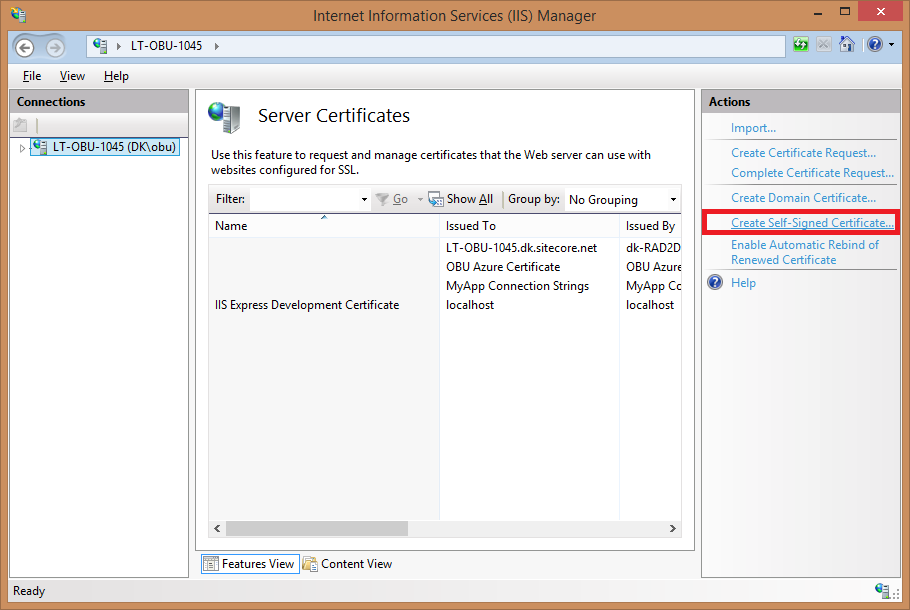 Internet Information Services (IIS) Manager
LT-OBU-1045
File View Help
Connections
LT-OBU-1045 (DK\obu)
Server Certificates
Use this feature to request and manage certificates that the Web server can use with
websites configured for SSL.
Filter: Go Show All Group by: No Grouping
Name Issued To Issued By
LT-OBU-1045.dk.sitecore.net dk-RAD2D
OBU Azure Certificate OBU Azure
MyApp Connection Strings MyApp Co
IIS Express Development Certificate localhost localhost
Features View Content View
Actions
Import...
Create Certificate Request...
Complete Certificate Request...
Create Domain Certificate...
Create Self-Signed Certificate...
Enable Automatic Rebind of
Renewed Certificate
Help
Ready